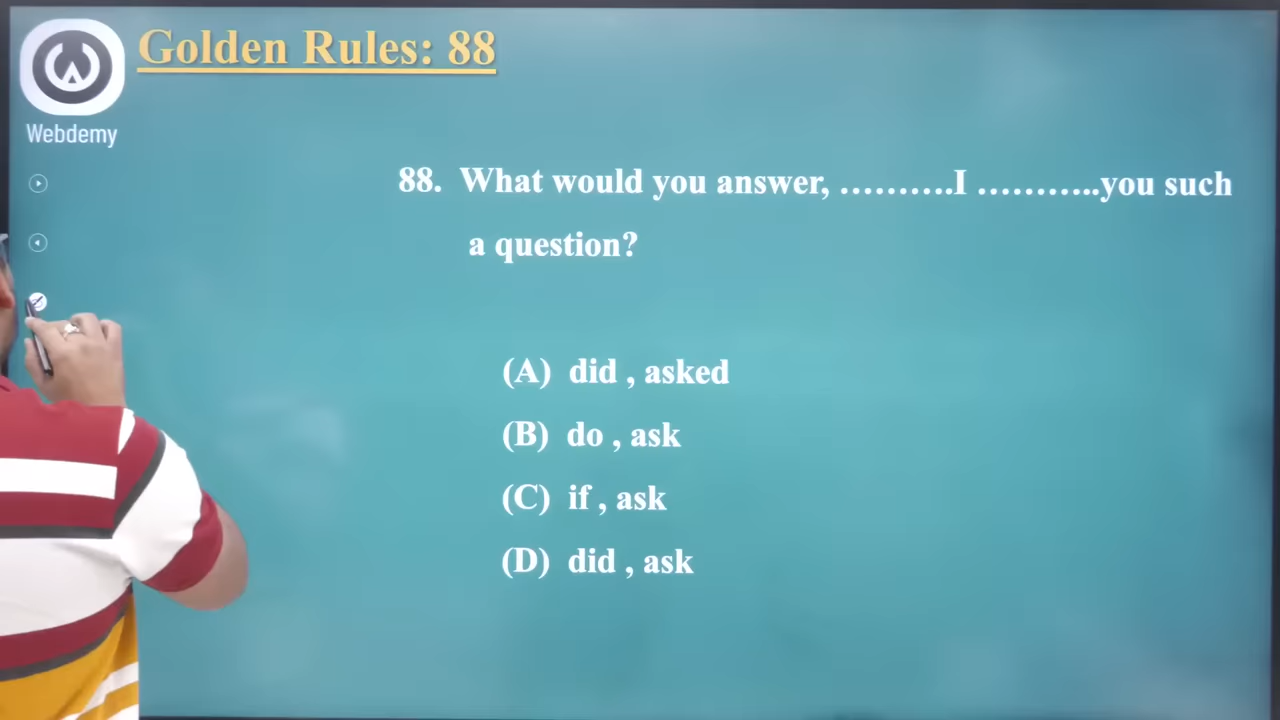 Golden Rules: 88
Webdemy
88. What would you answer, ……….I ………..you such
a question?
(A) did , asked
(B) do , ask
(C) if , ask
(D) did , ask